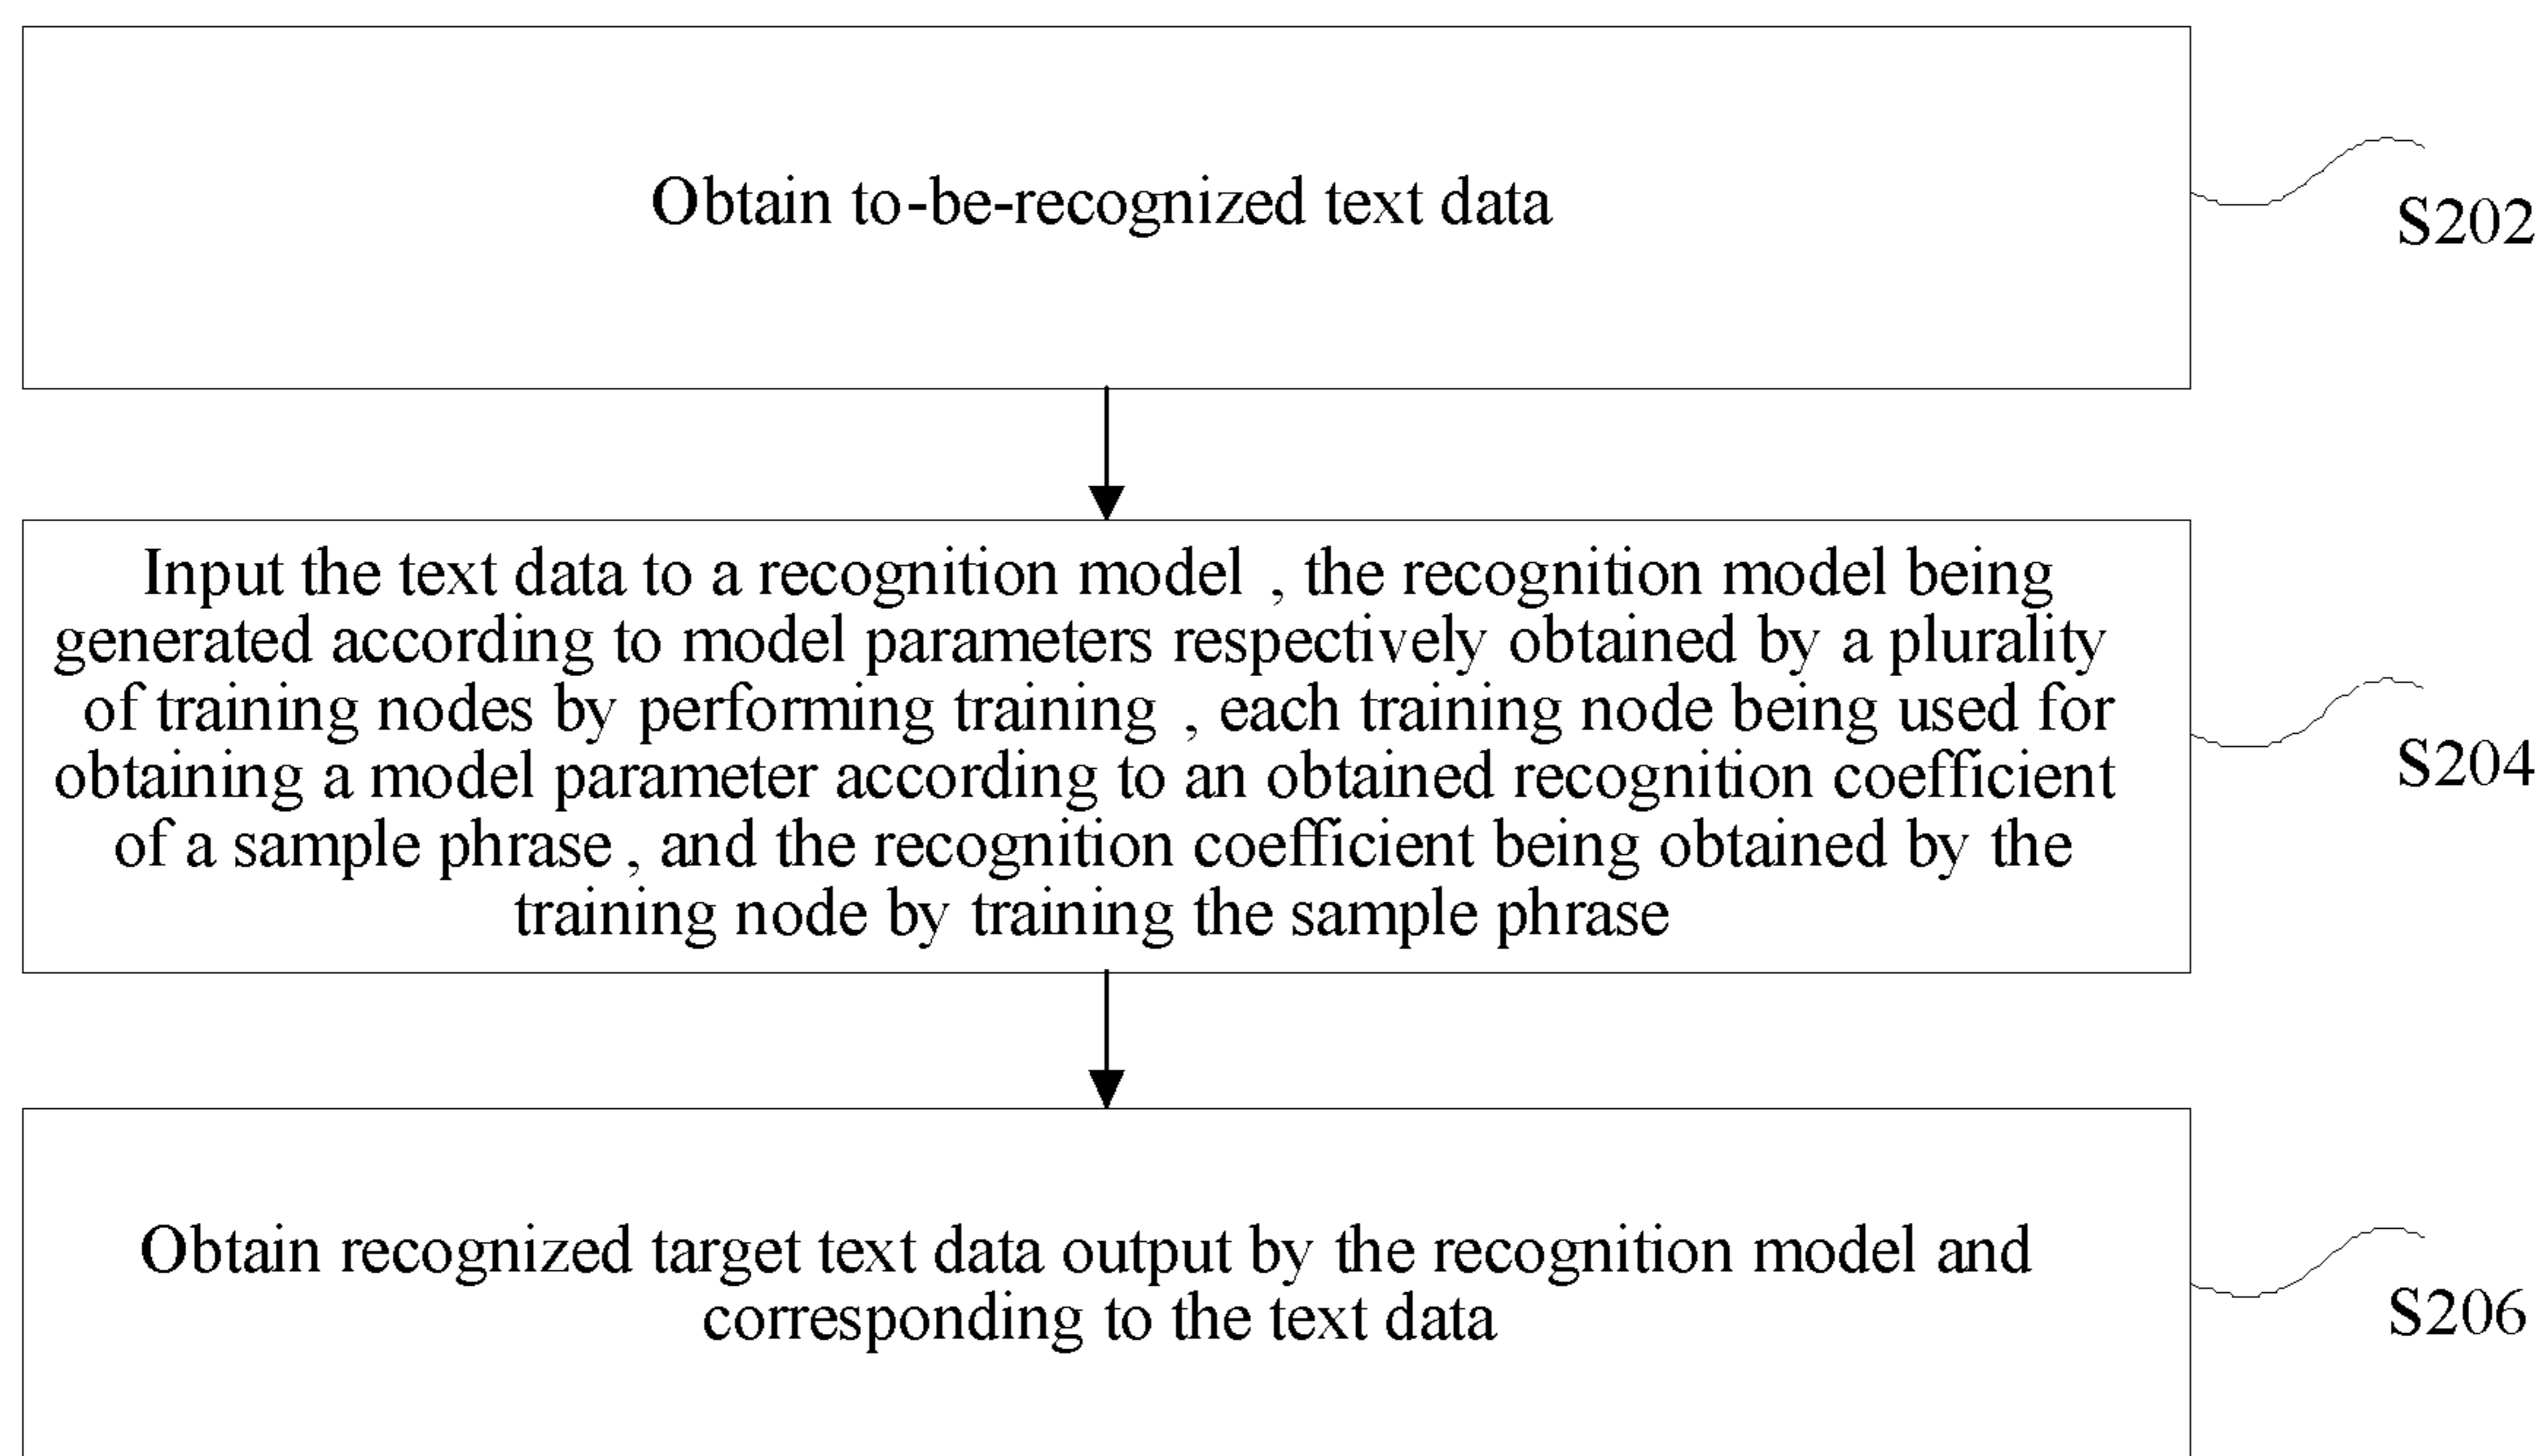 Obtain to-be-recognized text data
S202
Input the text data to a recognition model , the recognition model being
generated according to model parameters respectively obtained by a plurality
of training nodes by performing training , each training node being used for
obtaining a model parameter according to an obtained recognition coefficient
of a sample phrase , and the recognition coefficient being obtained by the
training node by training the sample phrase
S204
Obtain recognized target text data output by the recognition model and
corresponding to the text data
S206